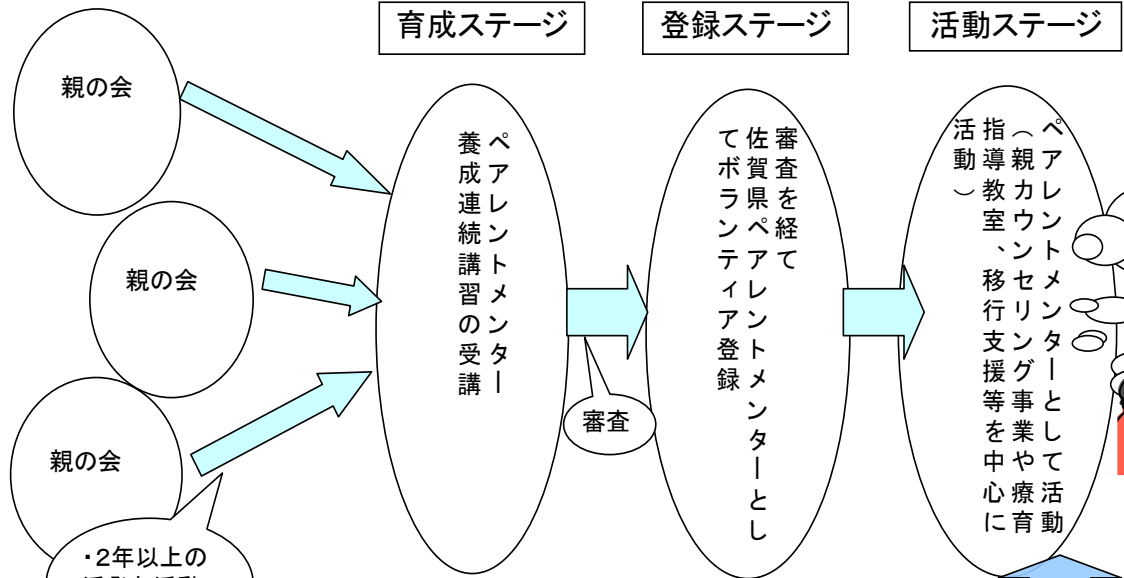 育成ステージ
登録ステージ
活動ステージ
親の会
親の会
親の会
・2年以上の
ペアレントメンター
養成連続講習の受講
審査
審査を経て
佐賀県ペアレントメンターとし
てボランティア登録
ペアレントメンターとして活動
（親カウンセリング事業や療育
指導教室、移行支援等を中心に
活動）